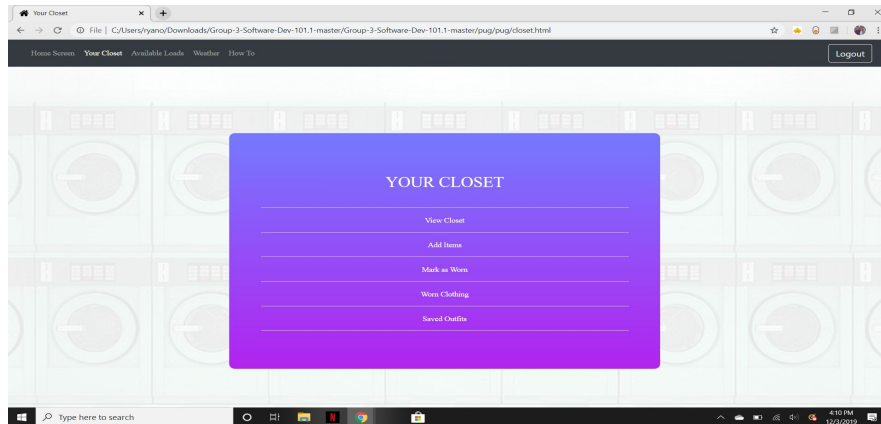 Your Closet
File | C:/Users/ryano/Downloads/Group-3-Software-Dev-101.1-master/Group-3-Software-Dev-101.1-master/pug/pug/closet.html
Home Screen Your Closet Available Loads Weather How To Logout
YOUR CLOSET
View Closet
Add Items
Mark as Worn
Worn Clothing
Saved Outfits
Type here to search
4:10 PM
12/3/2019